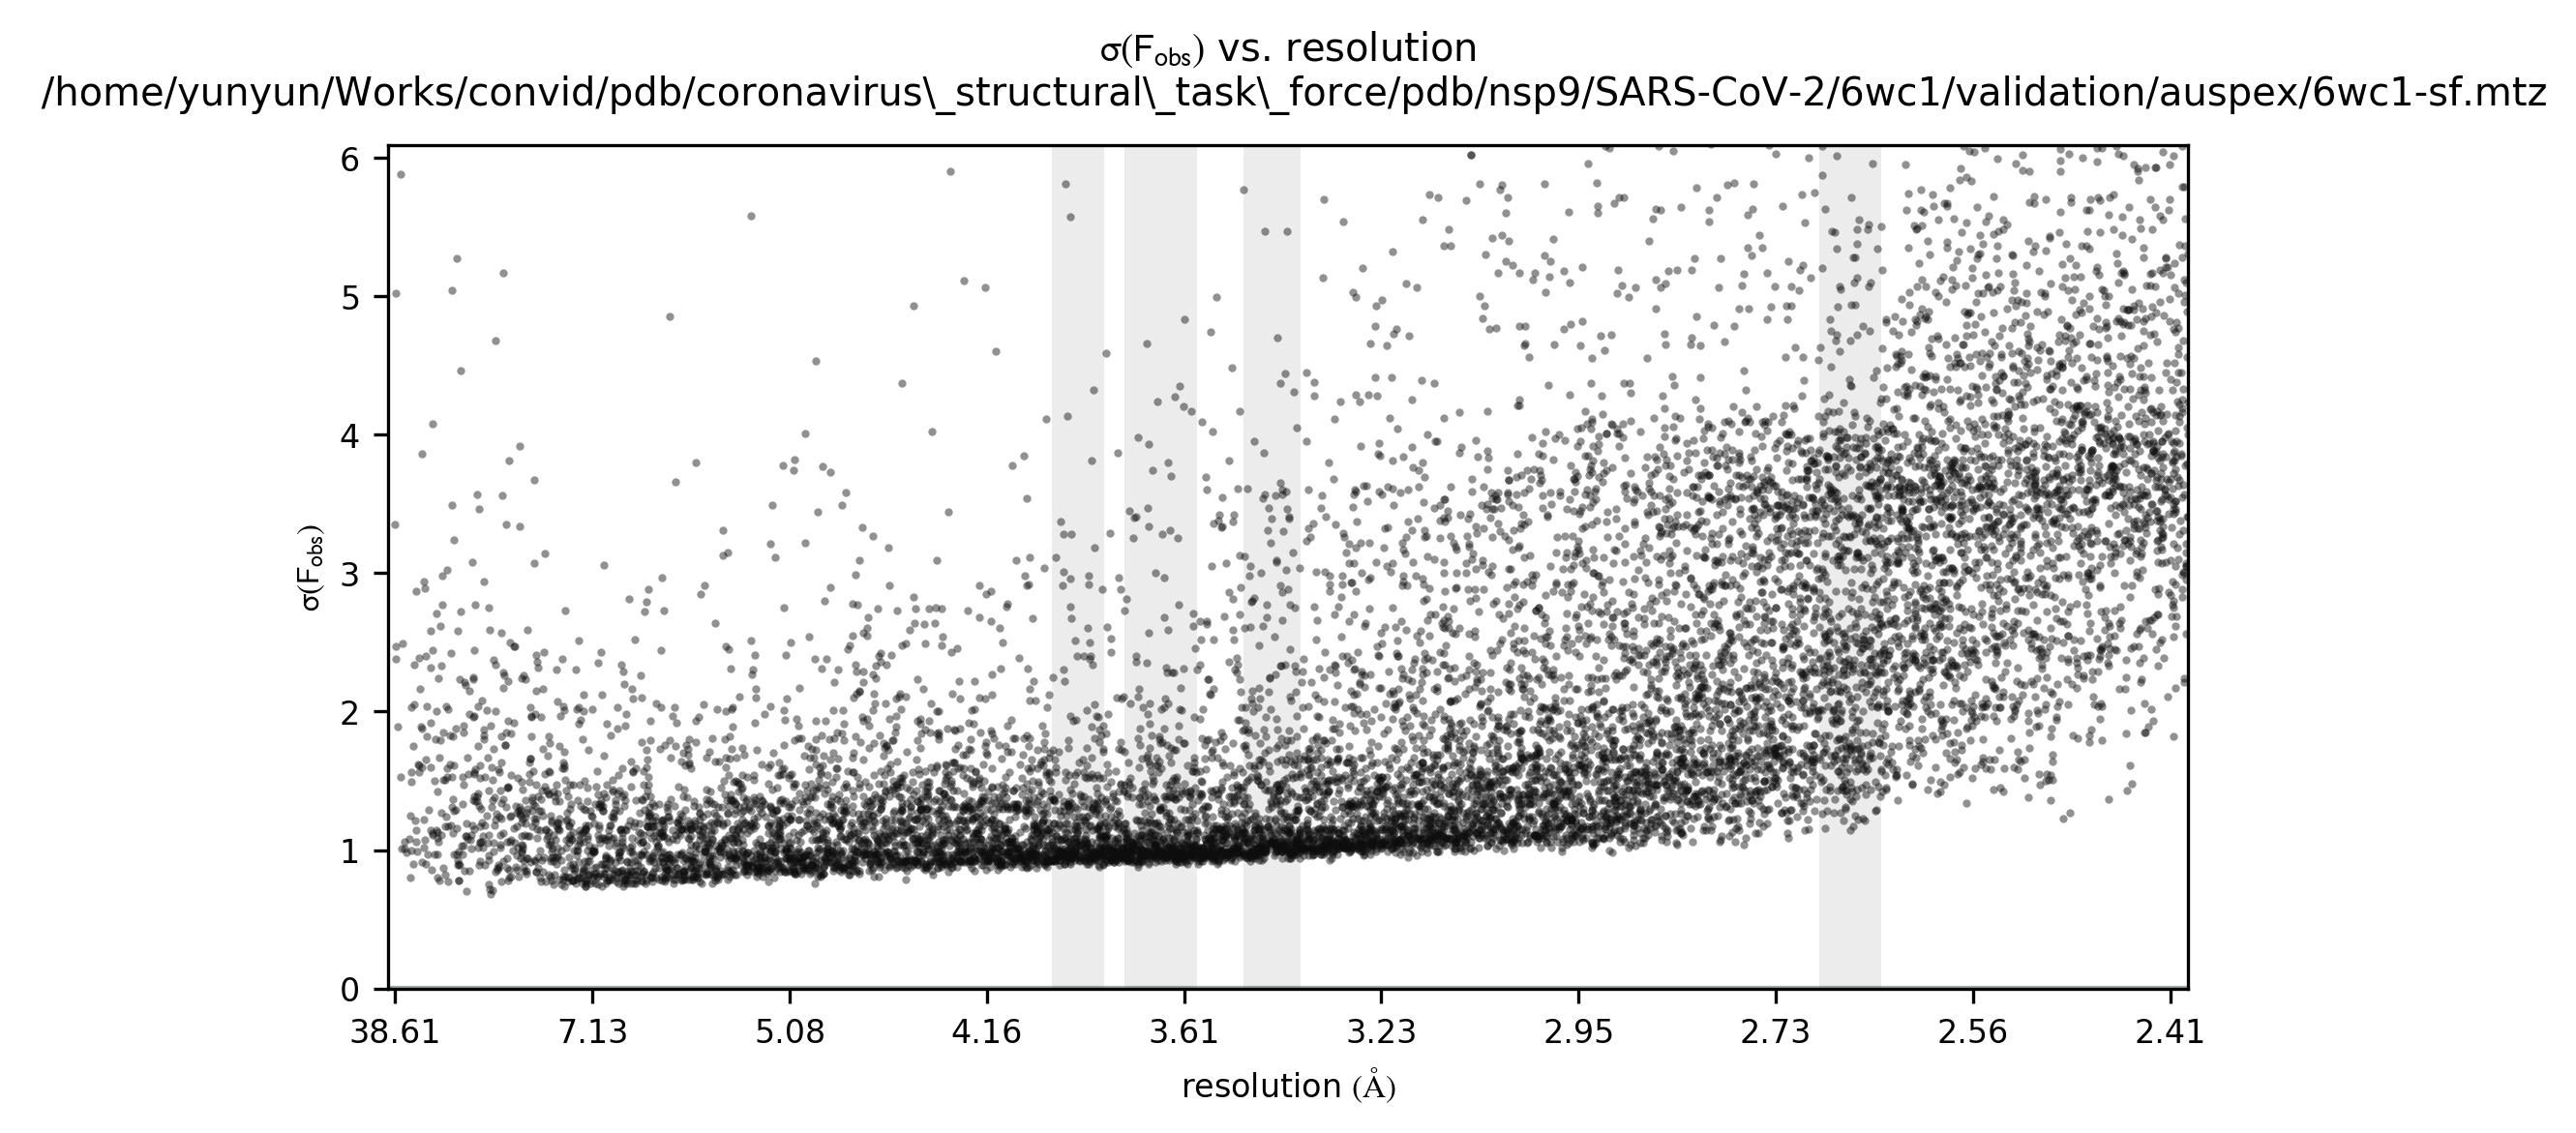 σ(Fobs) vs. resolution
/home/yunyun/Works/convid/pdb/coronavirus\_structural\_task\_force/pdb/nsp9/SARS-CoV-2/6wc1/validation/auspex/6wc1-sf.mtz
6
5
4
3
2
1
0
σ(Fobs)
38.61 7.13 5.08 4.16 3.61 3.23 2.95 2.73 2.56 2.41
resolution (Å)